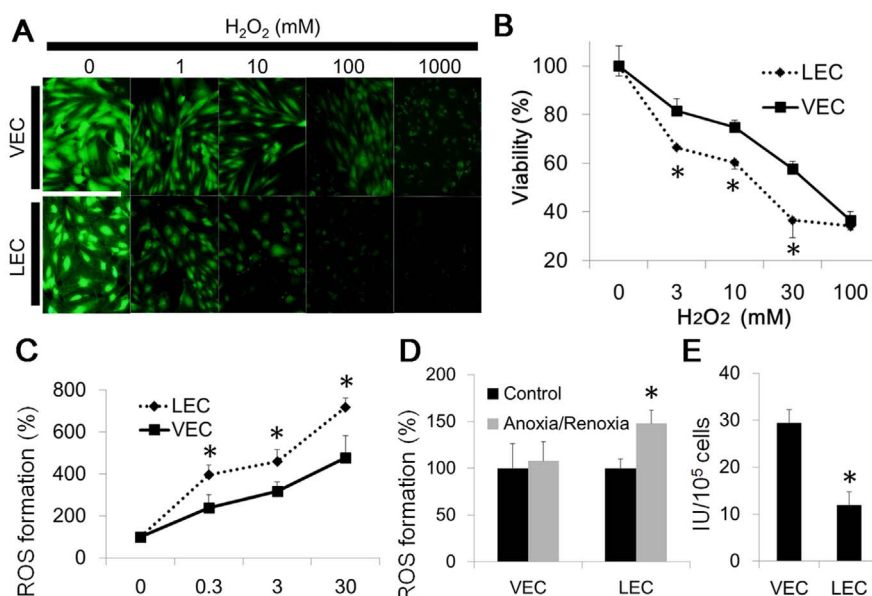 A
H₂O₂ (mM)
0 1 10 100 1000
VEC
LEC
B
Viability (%)
100
80
60
40
20
LEC
VEC
*
*
*
0 3 10 30 100
H2O2 (mM)
C
ROS formation (%)
800
600
400
200
0
LEC
VEC
*
*
*
0 0.3 3 30
D
ROS formation (%)
200
150
100
50
0
Control
Anoxia/Renoxia
*
VEC LEC
E
IU/10⁵ cells
40
30
20
10
0
*
VEC LEC